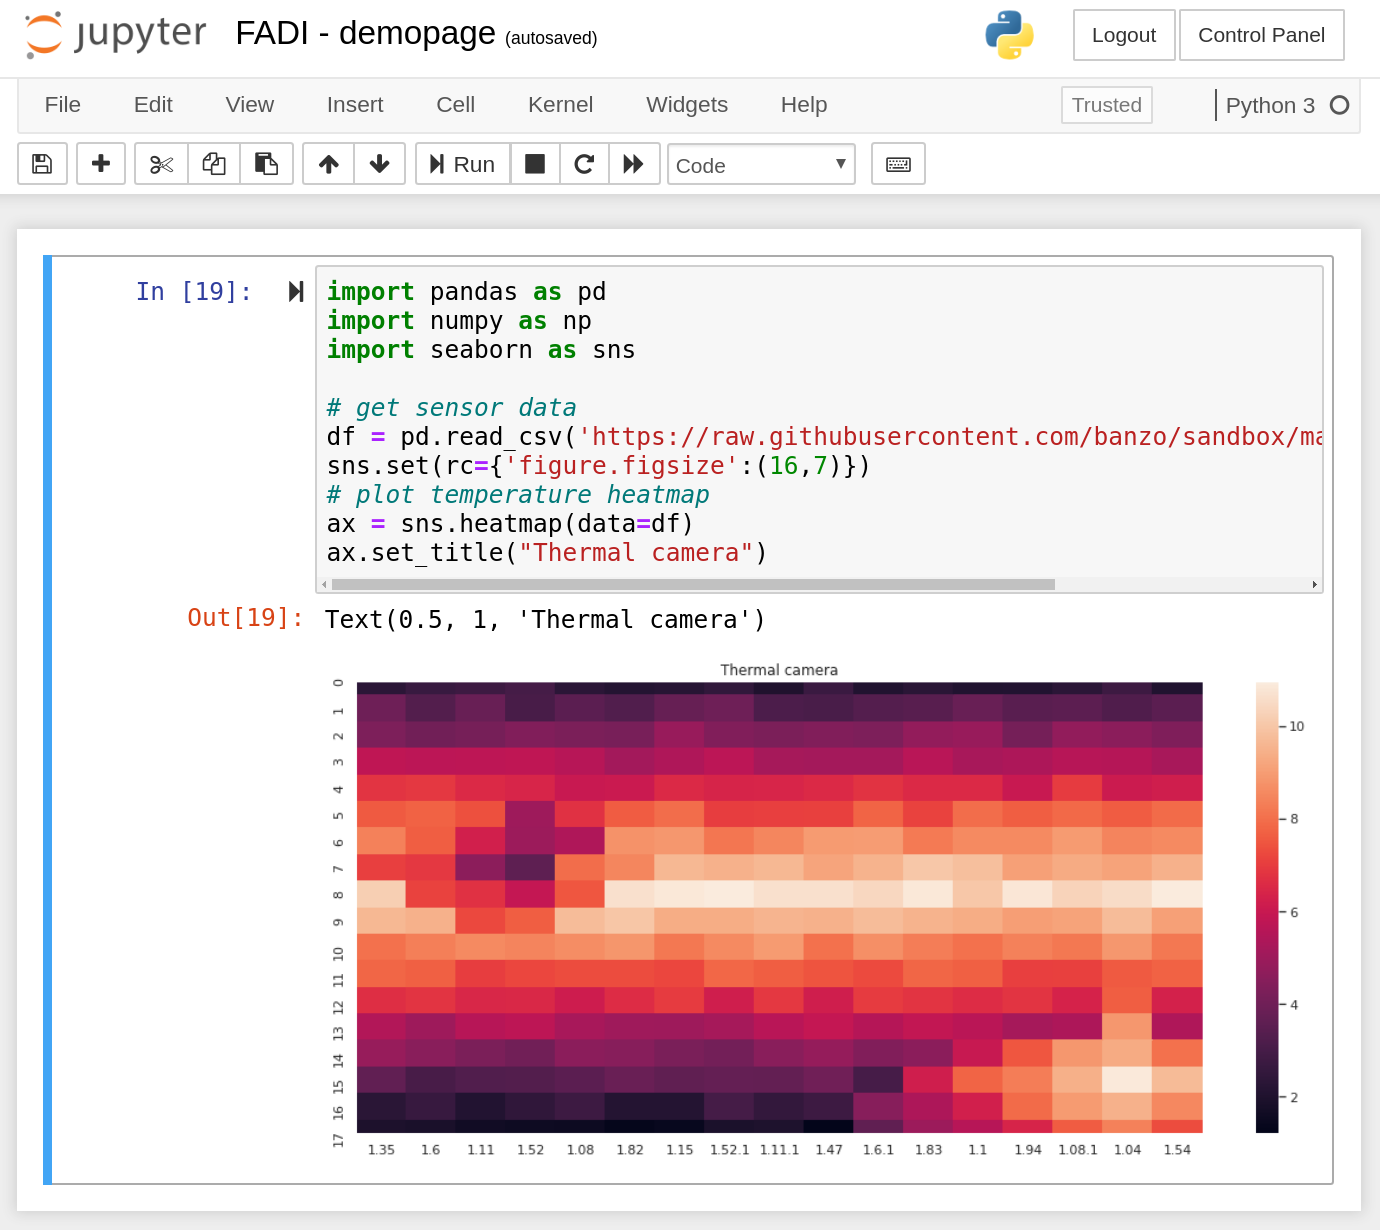 jupyter FADI - demopage (autosaved) Logout Control Panel
File Edit View Insert Cell Kernel Widgets Help Trusted Python 3
Run Code
In [19]: import pandas as pd
import numpy as np
import seaborn as sns
# get sensor data
df = pd.read_csv('https://raw.githubusercontent.com/banzo/sandbox/ma
sns.set(rc={'figure.figsize':(16,7)})
# plot temperature heatmap
ax = sns.heatmap(data=df)
ax.set_title("Thermal camera")
Out[19]: Text(0.5, 1, 'Thermal camera')
Thermal camera
0
1
2
3
4
5
6
7
8
9
10
11
12
13
14
15
16
17
1.35 1.6 1.11 1.52 1.08 1.82 1.15 1.52.1 1.11.1 1.47 1.6.1 1.83 1.1 1.94 1.08.1 1.04 1.54
10
8
6
4
2